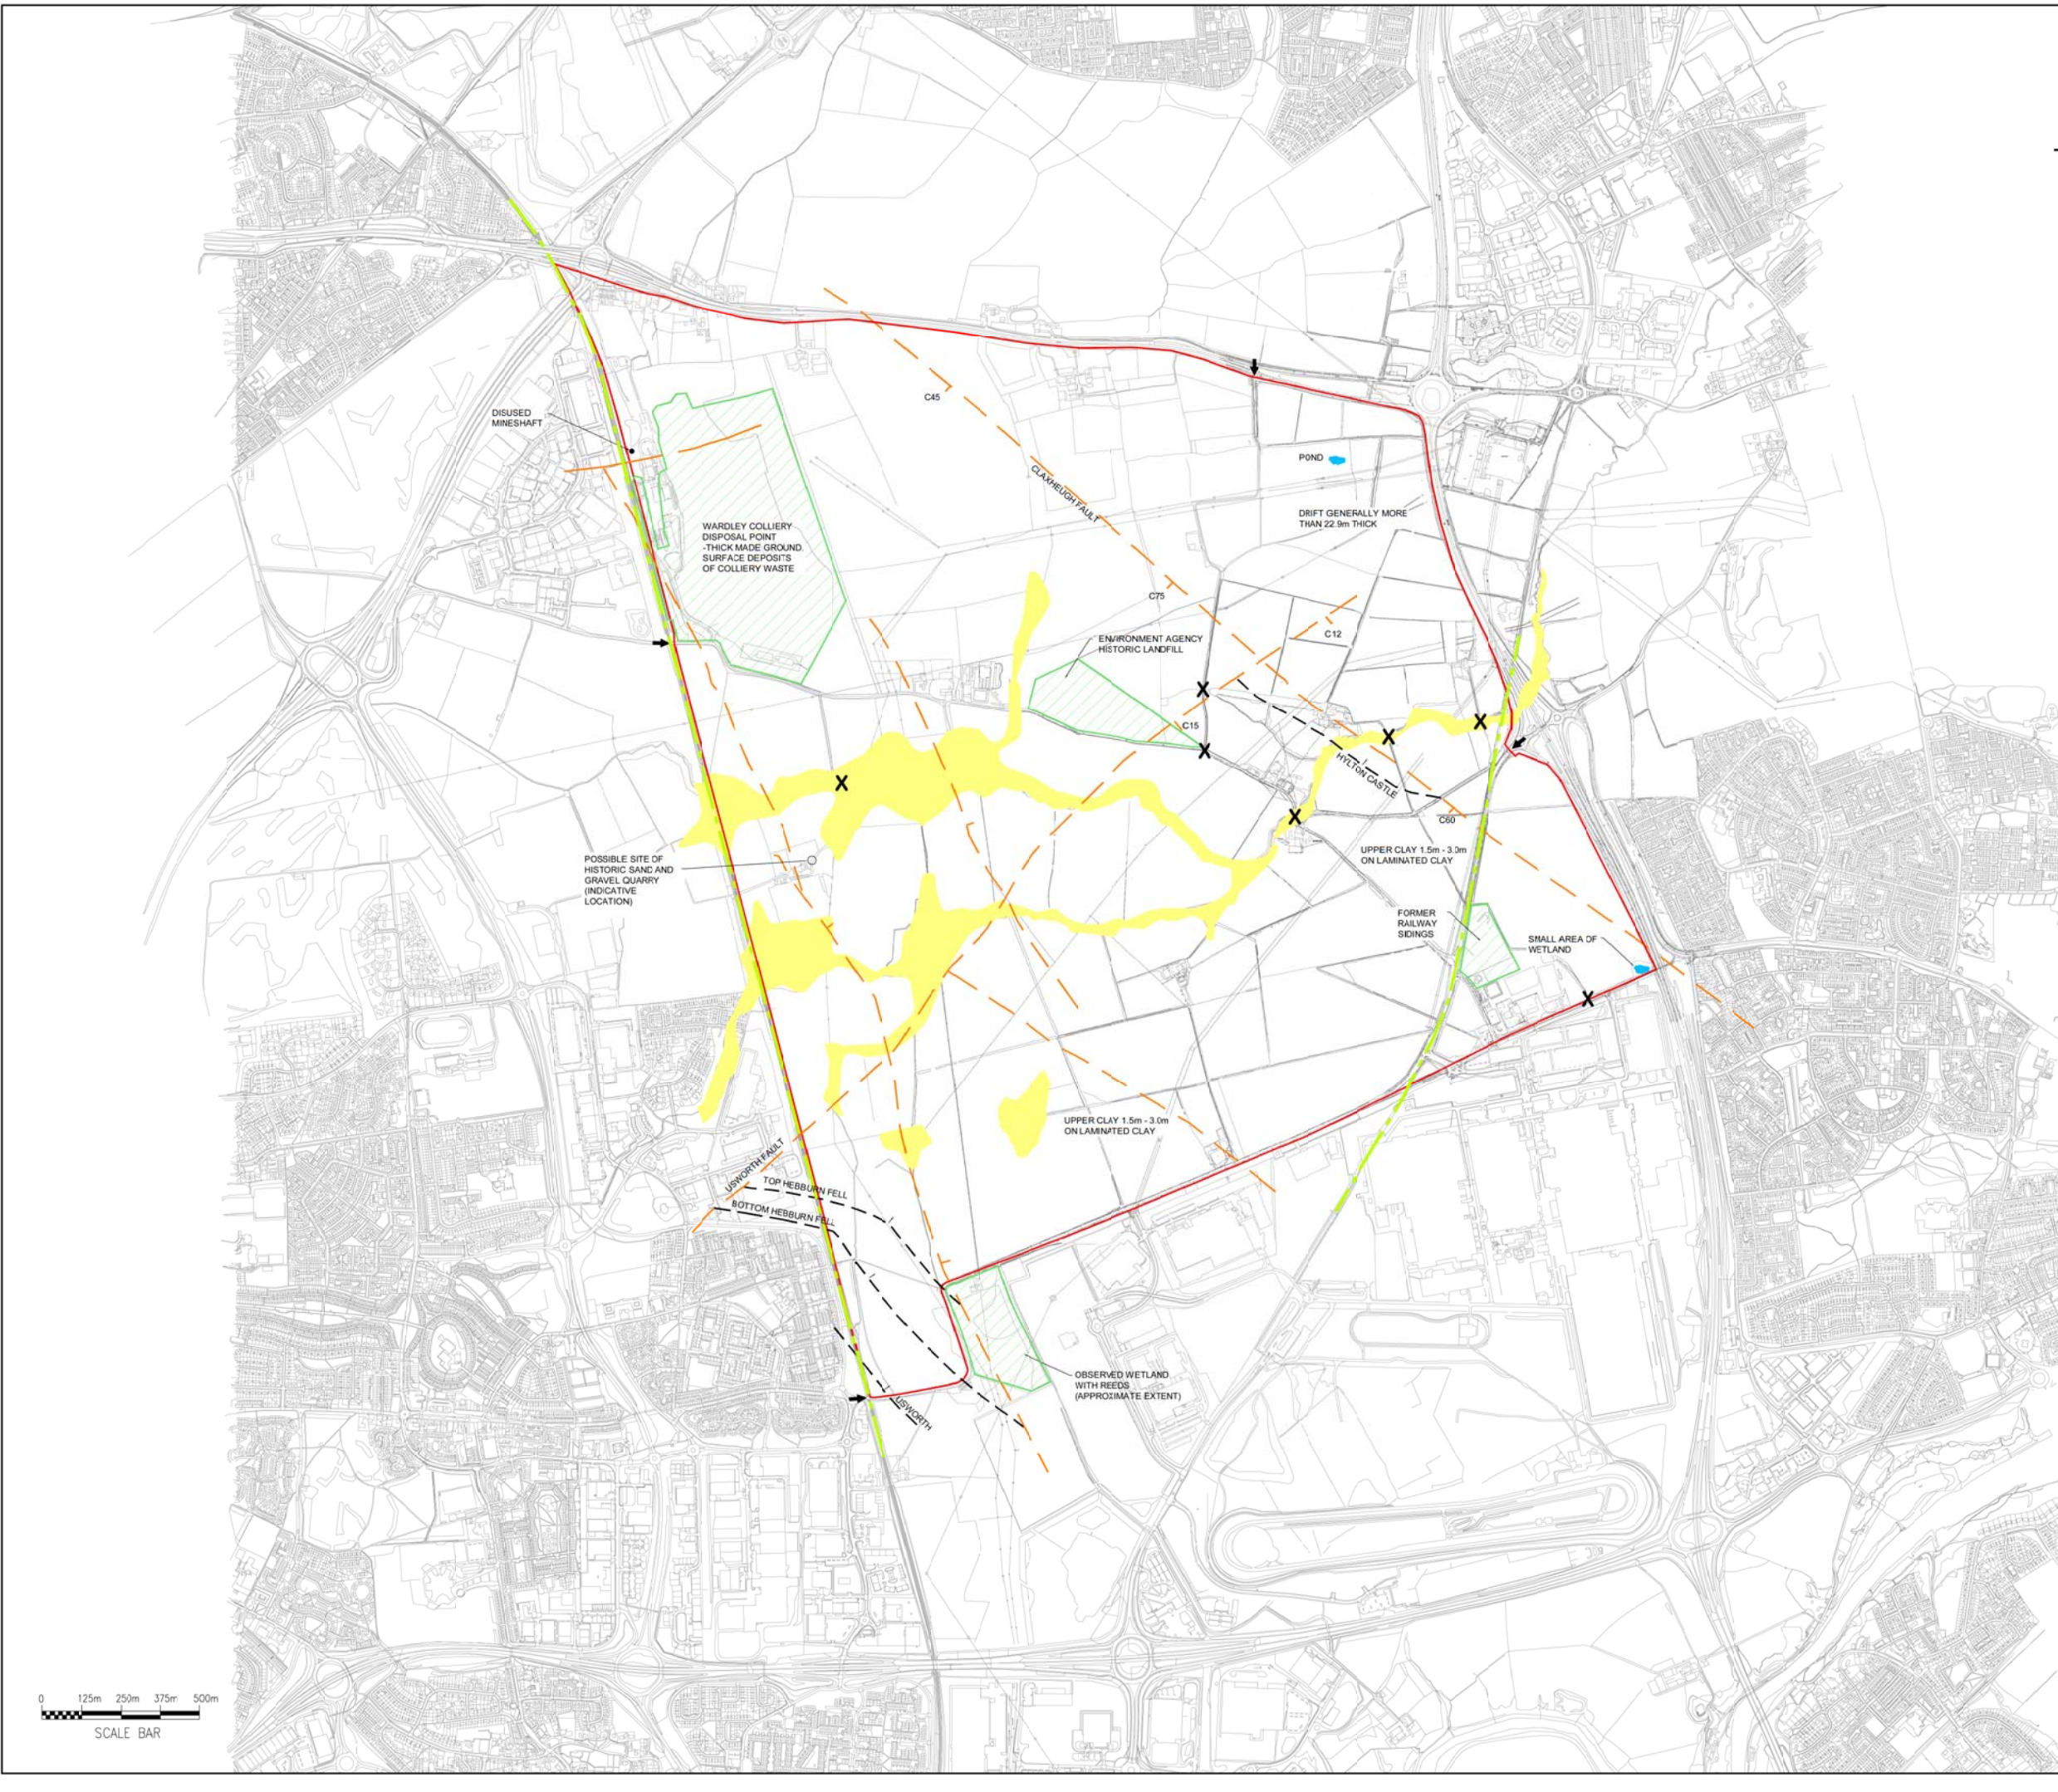 DISUSED
MINESHAFT
C45
CLAXHEUGH FAULT
POND
DRIFT GENERALLY MORE
THAN 22.9m THICK
WARDLEY COLLIERY
DISPOSAL POINT
-THICK MADE GROUND.
SURFACE DEPOSITS
OF COLLIERY WASTE
C75
ENVIRONMENT AGENCY
HISTORIC LANDFILL
C12
X
C15
X
X
X
X
X
HYLTON CASTLE
C60
POSSIBLE SITE OF
HISTORIC SAND AND
GRAVEL QUARRY
(INDICATIVE
LOCATION)
UPPER CLAY 1.5m - 3.0m
ON LAMINATED CLAY
FORMER
RAILWAY
SIDINGS
SMALL AREA OF
WETLAND
X
UPPER CLAY 1.5m - 3.0m
ON LAMINATED CLAY
USWORTH FAULT
TOP HEBBURN FELL
BOTTOM HEBBURN FELL
OBSERVED WETLAND
WITH REEDS
(APPROXIMATE EXTENT)
USWORTH
0 125m 250m 375m 500m
SCALE BAR